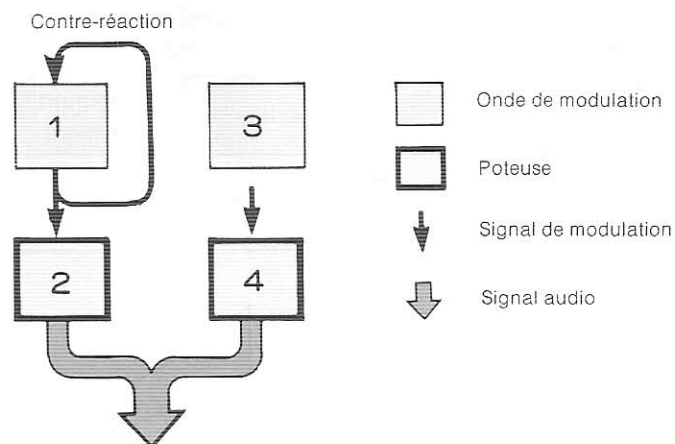 Contre-réaction
1
3
2
4
Onde de modulation
Poteuse
Signal de modulation
Signal audio